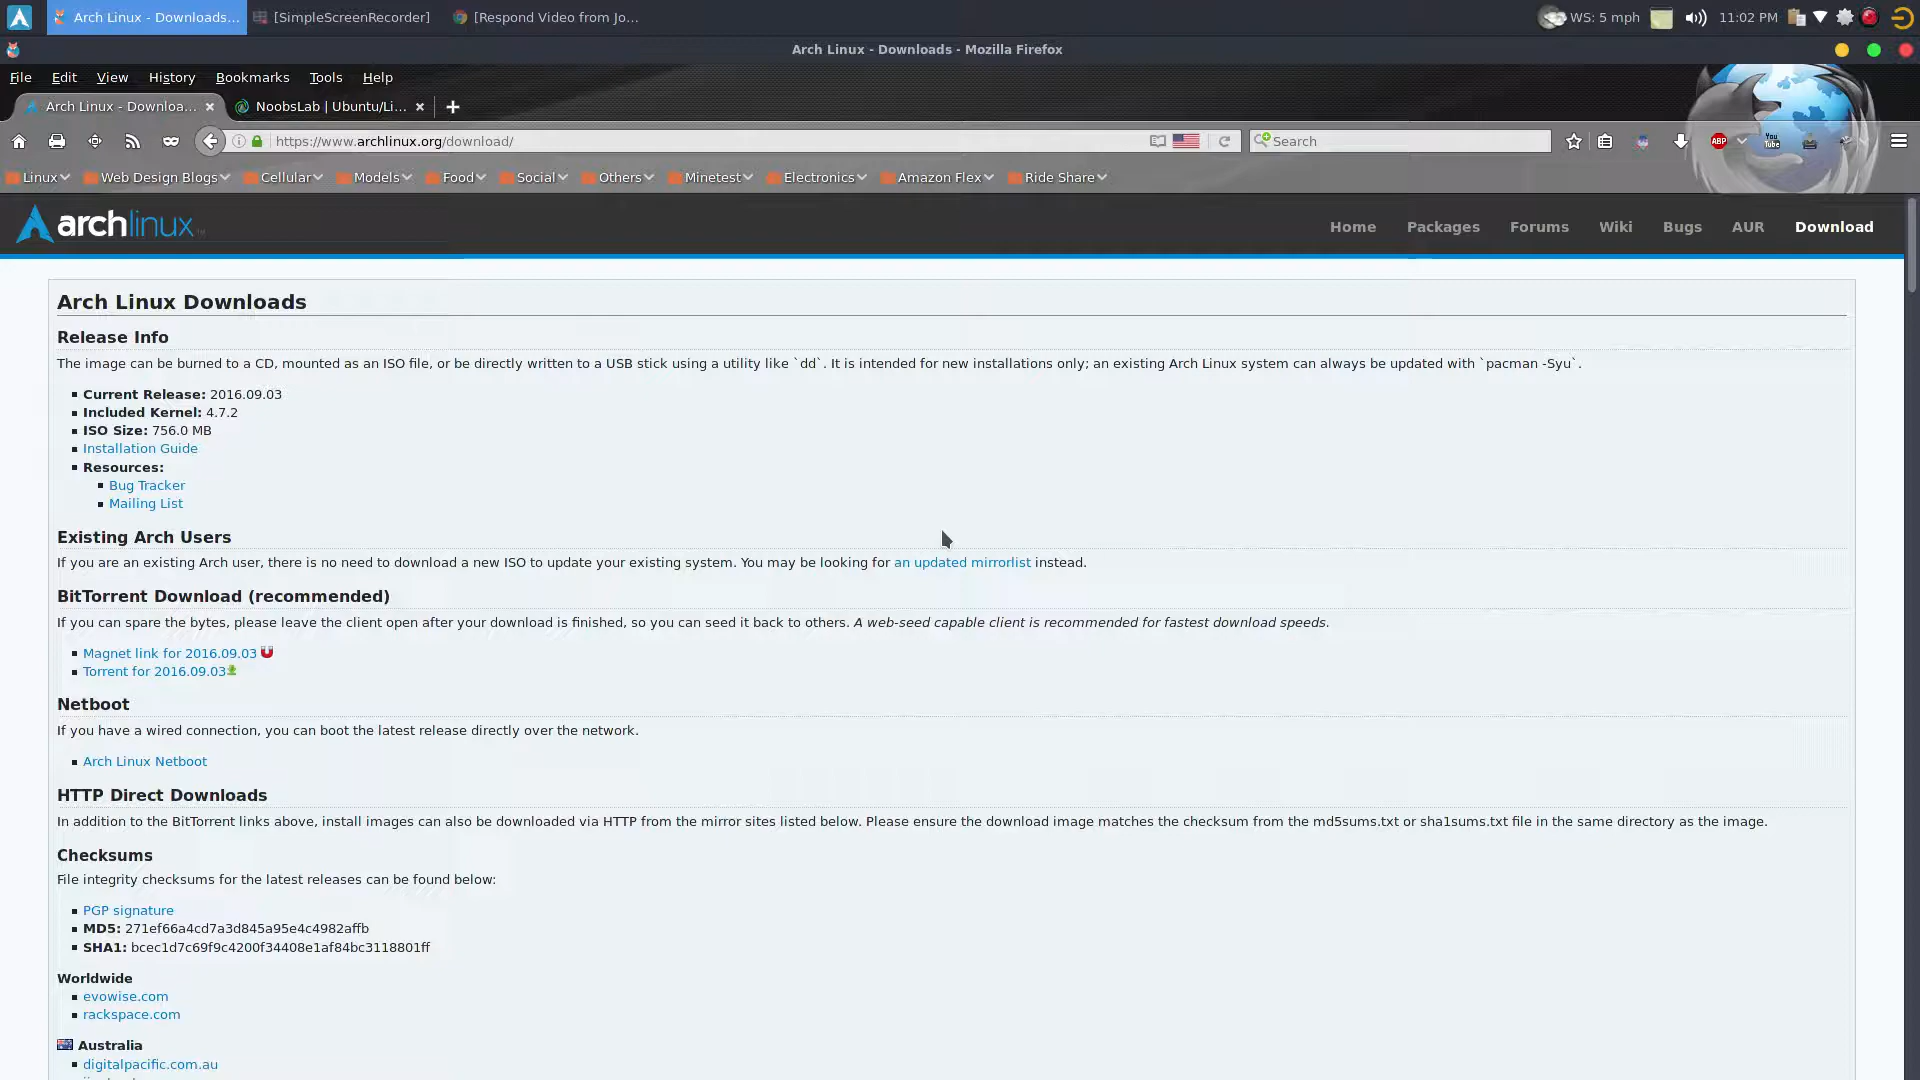 Arch Linux - Downloads... [SimpleScreenRecorder] [Respond Video from Jo... WS: 5 mph 11:02 PM
Arch Linux - Downloads - Mozilla Firefox
File Edit View History Bookmarks Tools Help
Arch Linux - Downloa... NoobsLab | Ubuntu/Li...
https://www.archlinux.org/download/ Search ABP You Tube
Linux Web Design Blogs Cellular Models Food Social Others Minetest Electronics Amazon Flex Ride Share
archlinux Home Packages Forums Wiki Bugs AUR Download
Arch Linux Downloads
Release Info
The image can be burned to a CD, mounted as an ISO file, or be directly written to a USB stick using a utility like `dd`. It is intended for new installations only; an existing Arch Linux system can always be updated with `pacman -Syu`.
Current Release: 2016.09.03
Included Kernel: 4.7.2
ISO Size: 756.0 MB
Installation Guide
Resources:
Bug Tracker
Mailing List
Existing Arch Users
If you are an existing Arch user, there is no need to download a new ISO to update your existing system. You may be looking for an updated mirrorlist instead.
BitTorrent Download (recommended)
If you can spare the bytes, please leave the client open after your download is finished, so you can seed it back to others. A web-seed capable client is recommended for fastest download speeds.
Magnet link for 2016.09.03
Torrent for 2016.09.03
Netboot
If you have a wired connection, you can boot the latest release directly over the network.
Arch Linux Netboot
HTTP Direct Downloads
In addition to the BitTorrent links above, install images can also be downloaded via HTTP from the mirror sites listed below. Please ensure the download image matches the checksum from the md5sums.txt or sha1sums.txt file in the same directory as the image.
Checksums
File integrity checksums for the latest releases can be found below:
PGP signature
MD5: 271ef66a4cd7a3d845a95e4c4982affb
SHA1: bcec1d7c69f9c4200f34408e1af84bc3118801ff
Worldwide
evowise.com
rackspace.com
Australia
digitalpacific.com.au